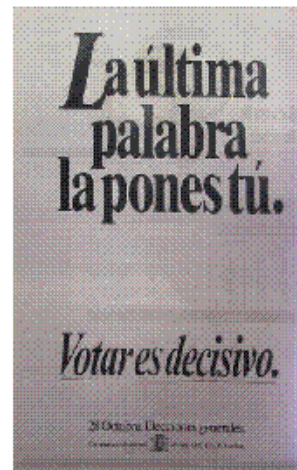 La última
palabra
la pones tú.
Votar es decisivo.
28 Octubre. Elecciones generales.